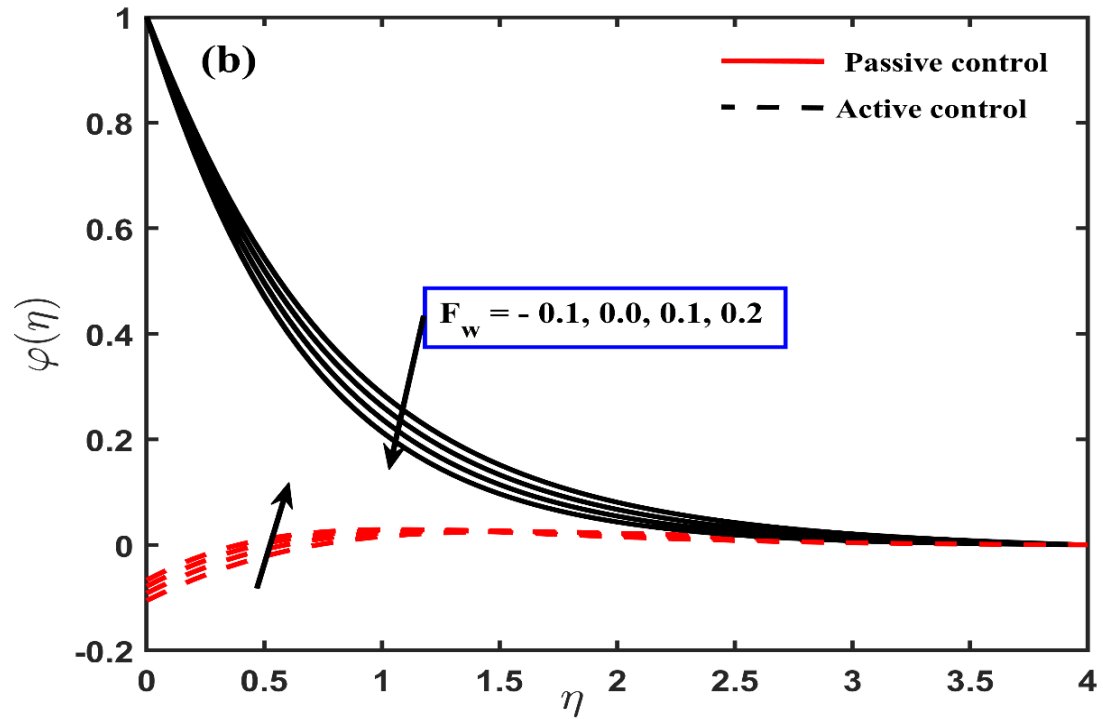 (b)
Passive control
Active control
F_w = - 0.1, 0.0, 0.1, 0.2
φ(η)
1
0.8
0.6
0.4
0.2
0
-0.2
0 0.5 1 1.5 2 2.5 3 3.5 4
η